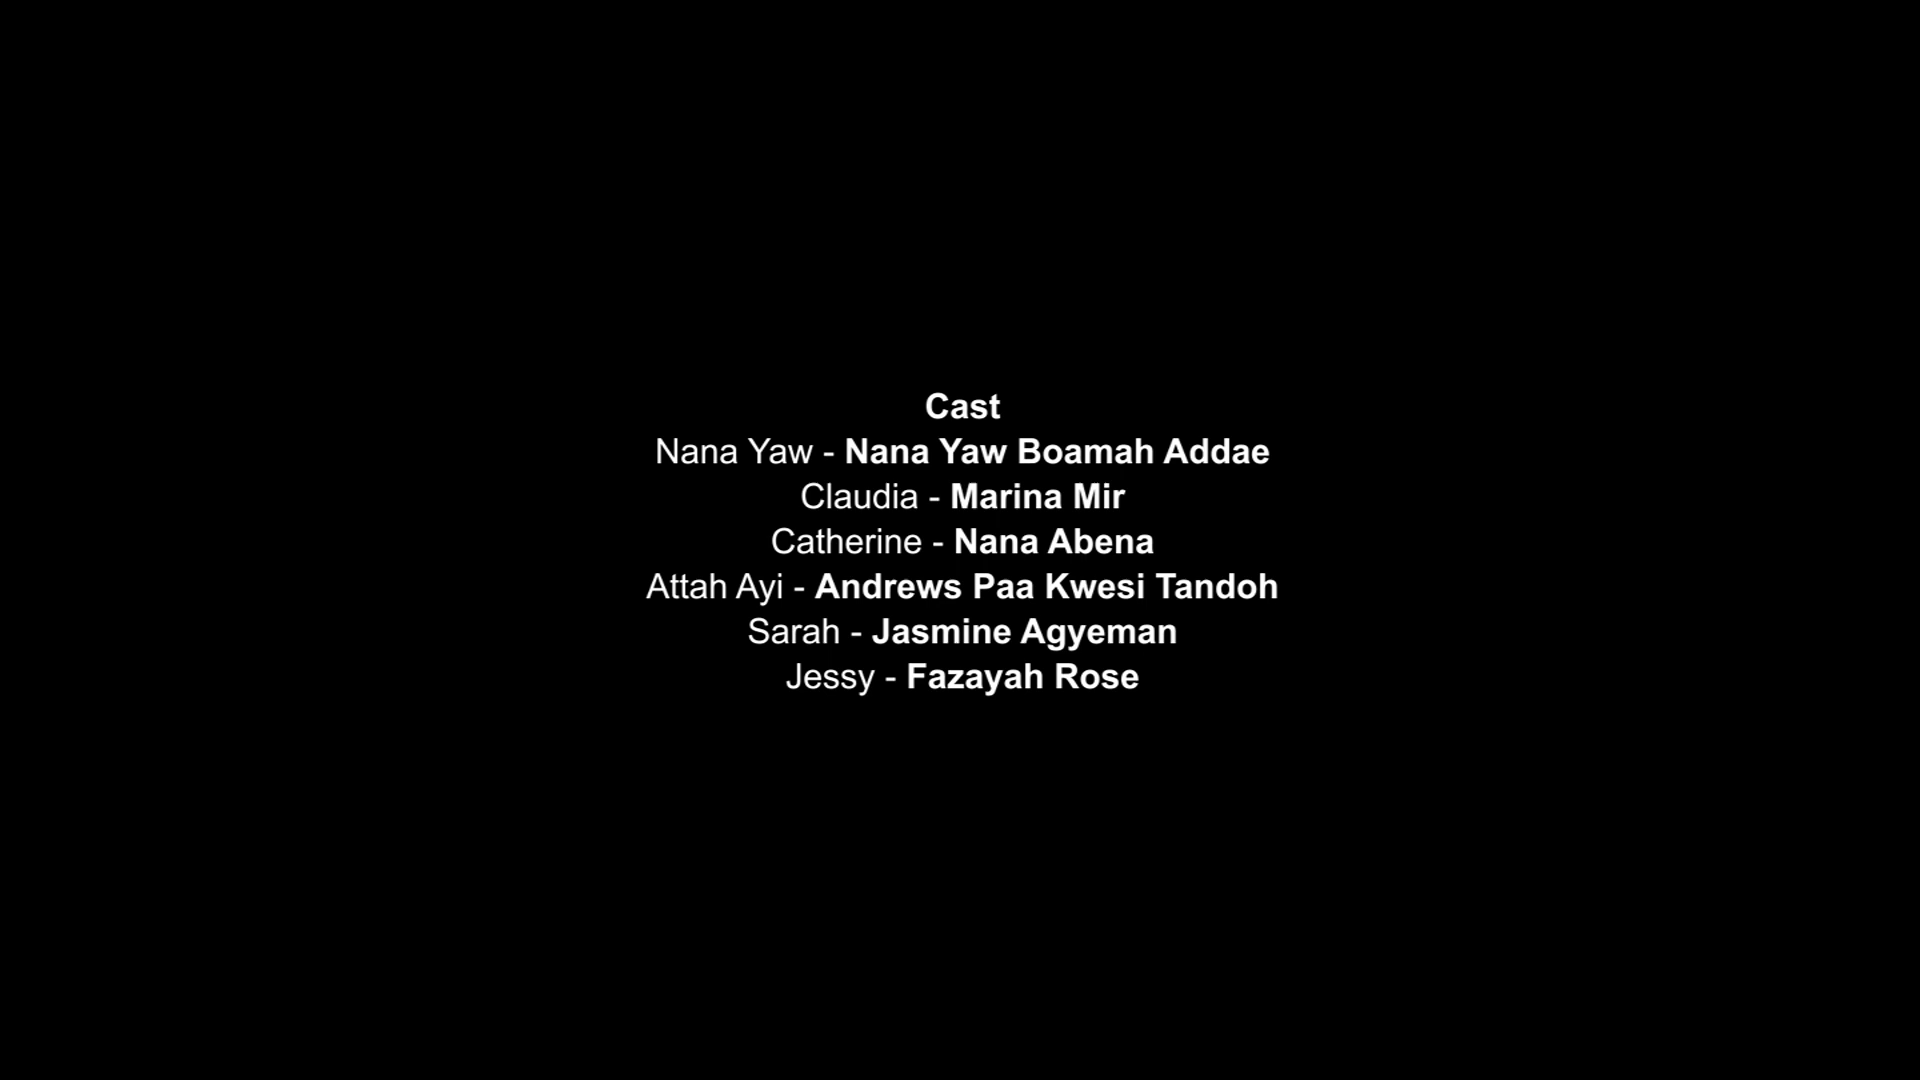 Cast
Nana Yaw - Nana Yaw Boamah Addae
Claudia - Marina Mir
Catherine - Nana Abena
Attah Ayi - Andrews Paa Kwesi Tandoh
Sarah - Jasmine Agyeman
Jessy - Fazayah Rose